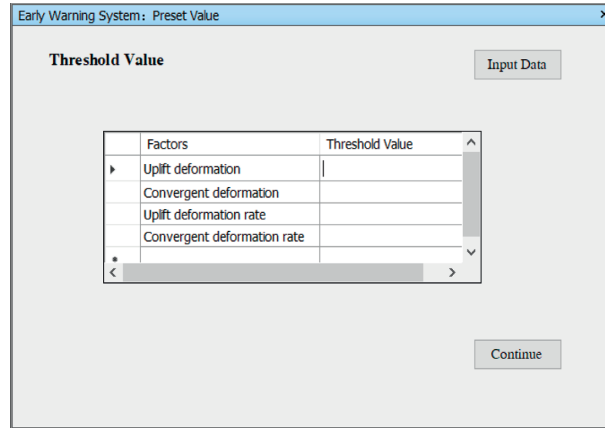 Early Warning System：Preset Value
Threshold Value
Input Data
Factors Threshold Value
Uplift deformation
Convergent deformation
Uplift deformation rate
Convergent deformation rate
Continue